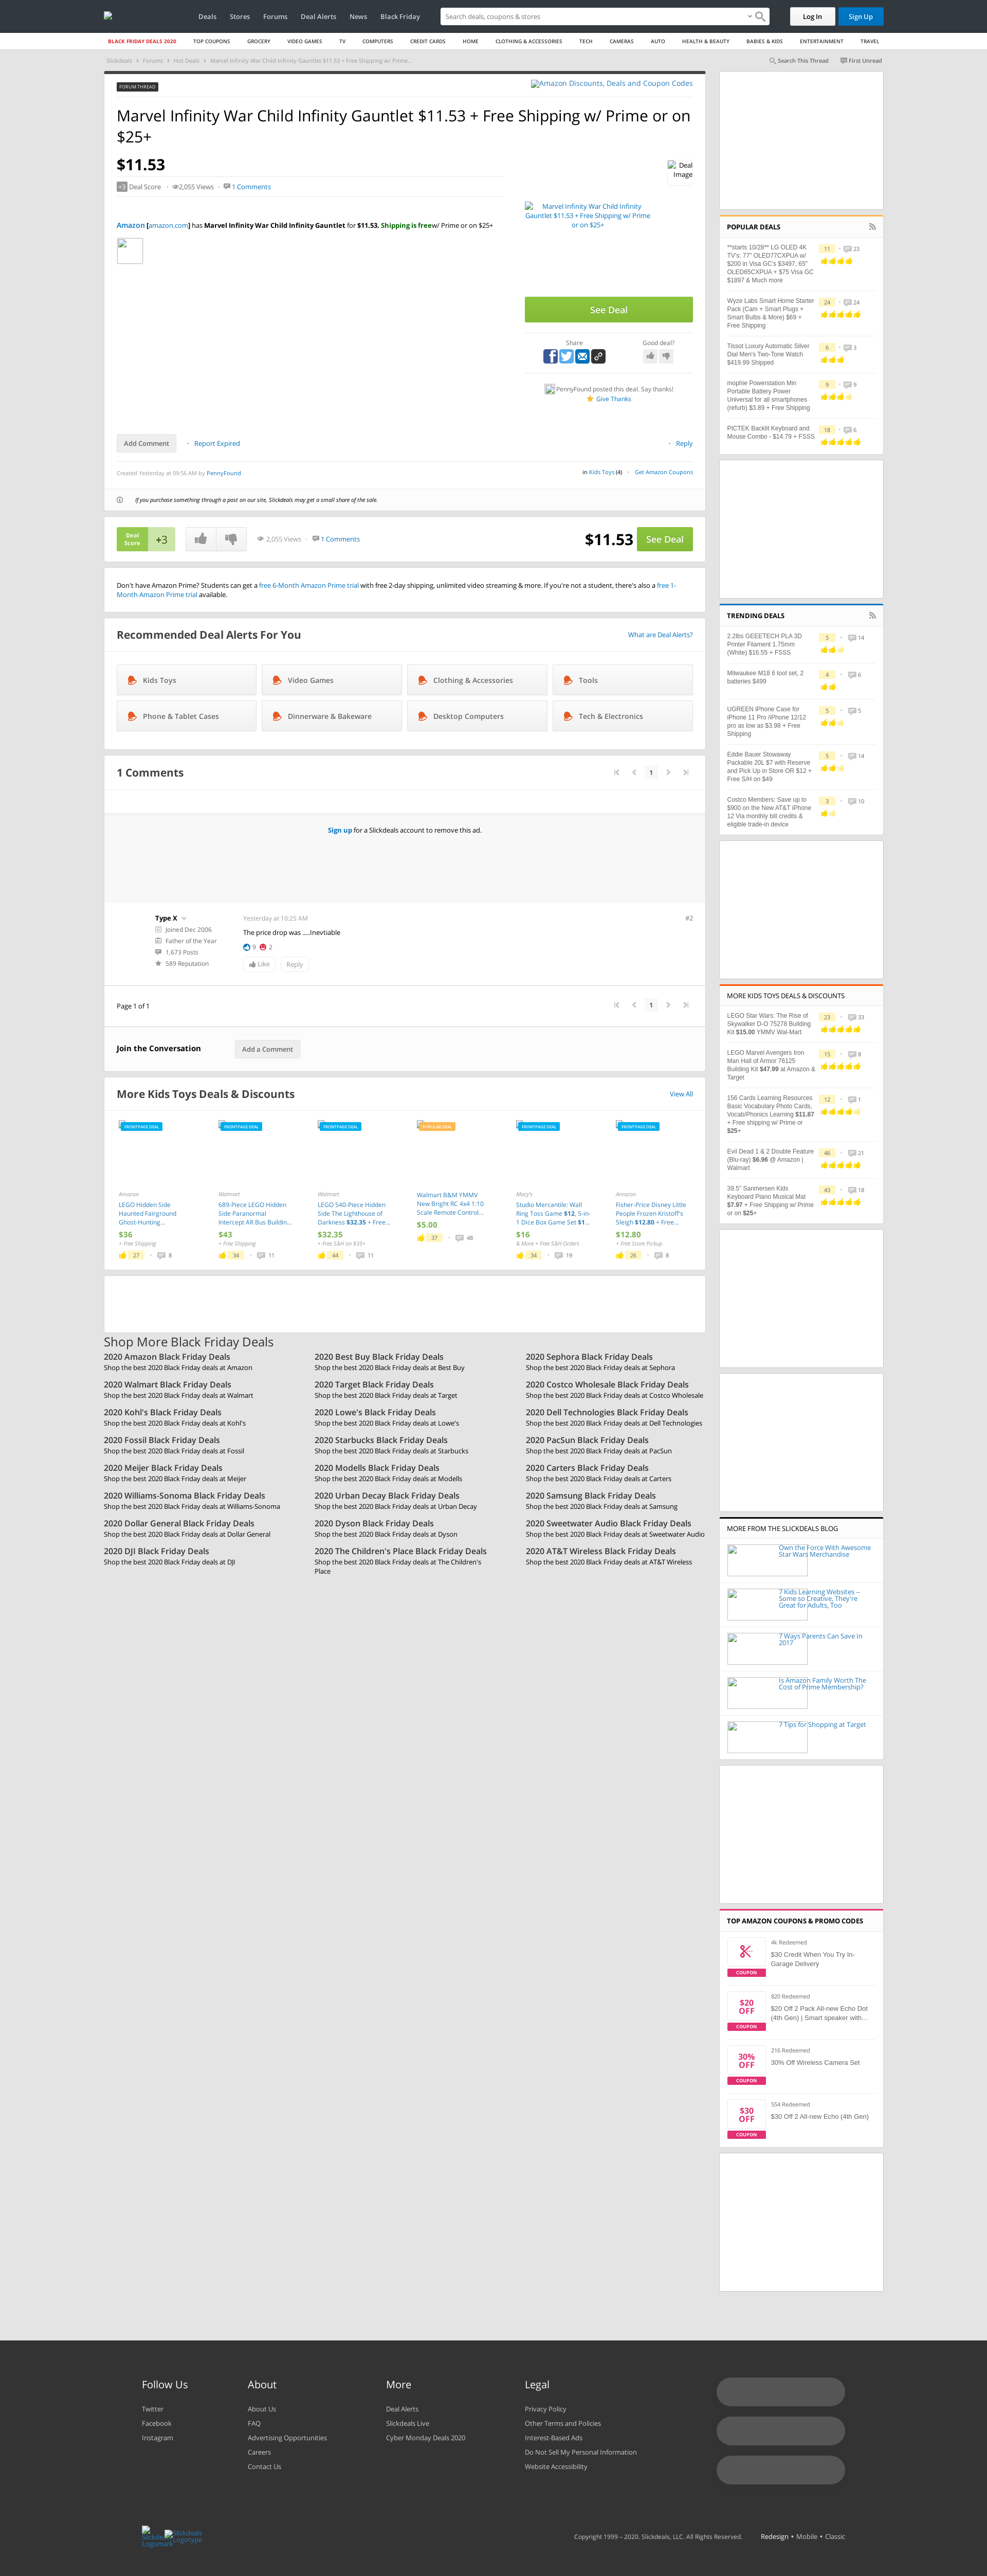 Deals Stores Forums Deal Alerts News Black Friday
Search deals, coupons & stores
Log In
Sign Up
BLACK FRIDAY DEALS 2020 TOP COUPONS GROCERY VIDEO GAMES TV COMPUTERS CREDIT CARDS HOME CLOTHING & ACCESSORIES TECH CAMERAS AUTO HEALTH & BEAUTY BABIES & KIDS ENTERTAINMENT TRAVEL
Slickdeals Forums Hot Deals Marvel Infinity War Child Infinity Gauntlet $11.53 + Free Shipping w/ Prime...
Search This Thread
First Unread
FORUM THREAD
Amazon Discounts, Deals and Coupon Codes
Marvel Infinity War Child Infinity Gauntlet $11.53 + Free Shipping w/ Prime or on
$25+
$11.53
Deal
Image
+3 Deal Score 2,055 Views 1 Comments
Marvel Infinity War Child Infinity
Gauntlet $11.53 + Free Shipping w/ Prime
or on $25+
Amazon [amazon.com] has Marvel Infinity War Child Infinity Gauntlet for $11.53. Shipping is freew/ Prime or on $25+
See Deal
Share
Good deal?
PennyFound posted this deal. Say thanks!
Give Thanks
Add Comment
Report Expired
Reply
Created Yesterday at 09:56 AM by PennyFound
in Kids Toys (4)
Get Amazon Coupons
If you purchase something through a post on our site, Slickdeals may get a small share of the sale.
Deal
Score
+3
2,055 Views 1 Comments
$11.53
See Deal
Don't have Amazon Prime? Students can get a free 6-Month Amazon Prime trial with free 2-day shipping, unlimited video streaming & more. If you're not a student, there's also a free 1-
Month Amazon Prime trial available.
Recommended Deal Alerts For You
What are Deal Alerts?
Kids Toys
Video Games
Clothing & Accessories
Tools
Phone & Tablet Cases
Dinnerware & Bakeware
Desktop Computers
Tech & Electronics
1 Comments
1
Sign up for a Slickdeals account to remove this ad.
Type X
Joined Dec 2006
Father of the Year
1,673 Posts
589 Reputation
Yesterday at 10:25 AM
#2
The price drop was .....Inevtiable
9 2
Like
Reply
Page 1 of 1
1
Join the Conversation
Add a Comment
More Kids Toys Deals & Discounts
View All
FRONTPAGE DEAL
Amazon
LEGO Hidden Side
Haunted Fairground
Ghost-Hunting...
$36
+ Free Shipping
27 8
FRONTPAGE DEAL
Walmart
689-Piece LEGO Hidden
Side Paranormal
Intercept AR Bus Buildin...
$43
+ Free Shipping
34 11
FRONTPAGE DEAL
Walmart
LEGO 540-Piece Hidden
Side The Lighthouse of
Darkness $32.35 + Free...
$32.35
+ Free S&H on $35+
44 11
POPULAR DEAL
Walmart B&M YMMV
New Bright RC 4x4 1:10
Scale Remote Control...
$5.00
37 48
FRONTPAGE DEAL
Macy's
Studio Mercantile: Wall
Ring Toss Game $12, 5-in-
1 Dice Box Game Set $1...
$16
& More + Free S&H Orders
34 19
FRONTPAGE DEAL
Amazon
Fisher-Price Disney Little
People Frozen Kristoff's
Sleigh $12.80 + Free...
$12.80
+ Free Store Pickup
26 8
Shop More Black Friday Deals
2020 Amazon Black Friday Deals
Shop the best 2020 Black Friday deals at Amazon
2020 Best Buy Black Friday Deals
Shop the best 2020 Black Friday deals at Best Buy
2020 Sephora Black Friday Deals
Shop the best 2020 Black Friday deals at Sephora
2020 Walmart Black Friday Deals
Shop the best 2020 Black Friday deals at Walmart
2020 Target Black Friday Deals
Shop the best 2020 Black Friday deals at Target
2020 Costco Wholesale Black Friday Deals
Shop the best 2020 Black Friday deals at Costco Wholesale
2020 Kohl's Black Friday Deals
Shop the best 2020 Black Friday deals at Kohl's
2020 Lowe's Black Friday Deals
Shop the best 2020 Black Friday deals at Lowe's
2020 Dell Technologies Black Friday Deals
Shop the best 2020 Black Friday deals at Dell Technologies
2020 Fossil Black Friday Deals
Shop the best 2020 Black Friday deals at Fossil
2020 Starbucks Black Friday Deals
Shop the best 2020 Black Friday deals at Starbucks
2020 PacSun Black Friday Deals
Shop the best 2020 Black Friday deals at PacSun
2020 Meijer Black Friday Deals
Shop the best 2020 Black Friday deals at Meijer
2020 Modells Black Friday Deals
Shop the best 2020 Black Friday deals at Modells
2020 Carters Black Friday Deals
Shop the best 2020 Black Friday deals at Carters
2020 Williams-Sonoma Black Friday Deals
Shop the best 2020 Black Friday deals at Williams-Sonoma
2020 Urban Decay Black Friday Deals
Shop the best 2020 Black Friday deals at Urban Decay
2020 Samsung Black Friday Deals
Shop the best 2020 Black Friday deals at Samsung
2020 Dollar General Black Friday Deals
Shop the best 2020 Black Friday deals at Dollar General
2020 Dyson Black Friday Deals
Shop the best 2020 Black Friday deals at Dyson
2020 Sweetwater Audio Black Friday Deals
Shop the best 2020 Black Friday deals at Sweetwater Audio
2020 DJI Black Friday Deals
Shop the best 2020 Black Friday deals at DJI
2020 The Children's Place Black Friday Deals
Shop the best 2020 Black Friday deals at The Children's
Place
2020 AT&T Wireless Black Friday Deals
Shop the best 2020 Black Friday deals at AT&T Wireless
POPULAR DEALS
**starts 10/28** LG OLED 4K
TV's: 77" OLED77CXPUA w/
$200 in Visa GC's $3497, 65"
OLED65CXPUA + $75 Visa GC
$1897 & Much more
11 23
Wyze Labs Smart Home Starter
Pack (Cam + Smart Plugs +
Smart Bulbs & More) $69 +
Free Shipping
24 24
Tissot Luxury Automatic Silver
Dial Men's Two-Tone Watch
$419.99 Shipped
6 3
mophie Powerstation Min
Portable Battery Power
Universal for all smartphones
(refurb) $3.89 + Free Shipping
9 9
PICTEK Backlit Keyboard and
Mouse Combo - $14.79 + FSSS
18 6
TRENDING DEALS
2.2lbs GEEETECH PLA 3D
Printer Filament 1.75mm
(White) $16.55 + FSSS
5 14
Milwaukee M18 6 tool set, 2
batteries $499
4 6
UGREEN iPhone Case for
iPhone 11 Pro /iPhone 12/12
pro as low as $3.98 + Free
Shipping
5 5
Eddie Bauer Stowaway
Packable 20L $7 with Reserve
and Pick Up in Store OR $12 +
Free S/H on $49
5 14
Costco Members: Save up to
$900 on the New AT&T iPhone
12 Via monthly bill credits &
eligible trade-in device
3 10
MORE KIDS TOYS DEALS & DISCOUNTS
LEGO Star Wars: The Rise of
Skywalker D-O 75278 Building
Kit $15.00 YMMV Wal-Mart
23 33
LEGO Marvel Avengers Iron
Man Hall of Armor 76125
Building Kit $47.99 at Amazon &
Target
15 8
156 Cards Learning Resources
Basic Vocabulary Photo Cards,
Vocab/Phonics Learning $11.87
+ Free shipping w/ Prime or
$25+
12 1
Evil Dead 1 & 2 Double Feature
(Blu-ray) $6.96 @ Amazon |
Walmart
46 21
39.5" Sanmersen Kids
Keyboard Piano Musical Mat
$7.97 + Free Shipping w/ Prime
or on $25+
43 18
MORE FROM THE SLICKDEALS BLOG
Own the Force With Awesome
Star Wars Merchandise
7 Kids Learning Websites --
Some so Creative, They're
Great for Adults, Too
7 Ways Parents Can Save In
2017
Is Amazon Family Worth The
Cost of Prime Membership?
7 Tips for Shopping at Target
TOP AMAZON COUPONS & PROMO CODES
COUPON
4k Redeemed
$30 Credit When You Try In-
Garage Delivery
$20
OFF
COUPON
820 Redeemed
$20 Off 2 Pack All-new Echo Dot
(4th Gen) | Smart speaker with...
30%
OFF
COUPON
216 Redeemed
30% Off Wireless Camera Set
$30
OFF
COUPON
554 Redeemed
$30 Off 2 All-new Echo (4th Gen)
Follow Us
Twitter
Facebook
Instagram
About
About Us
FAQ
Advertising Opportunities
Careers
Contact Us
More
Deal Alerts
Slickdeals Live
Cyber Monday Deals 2020
Legal
Privacy Policy
Other Terms and Policies
Interest-Based Ads
Do Not Sell My Personal Information
Website Accessibility
Slickdeals
Logomark
Slickdeals
Logotype
Copyright 1999 - 2020. Slickdeals, LLC. All Rights Reserved.
Redesign • Mobile • Classic